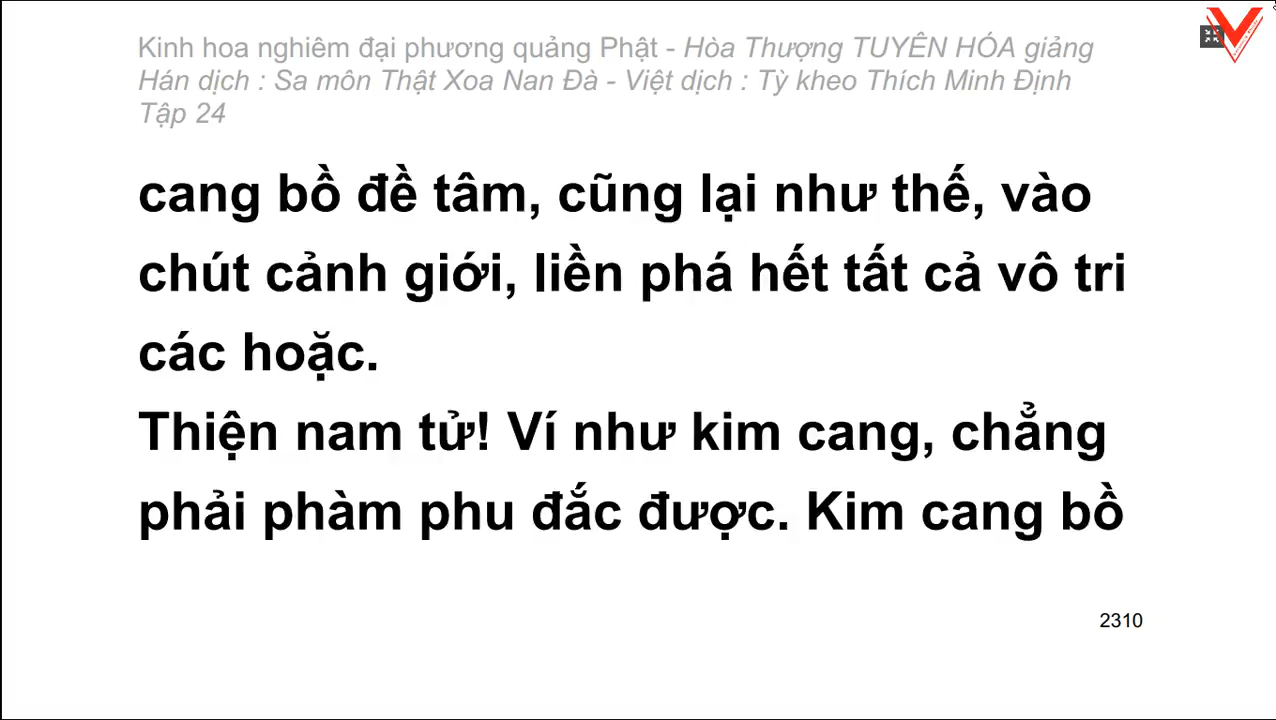 Kinh hoa nghiêm đại phương quảng Phật - Hòa Thượng TUYÊN HÓA giảng
Hán dịch : Sa môn Thật Xoa Nan Đà - Việt dịch : Tỳ kheo Thích Minh Định
Tập 24
cang bồ đề tâm, cũng lại như thế, vào
chút cảnh giới, liền phá hết tất cả vô tri
các hoặc.
Thiện nam tử! Ví như kim cang, chẳng
phải phàm phu đắc được. Kim cang bồ
2310